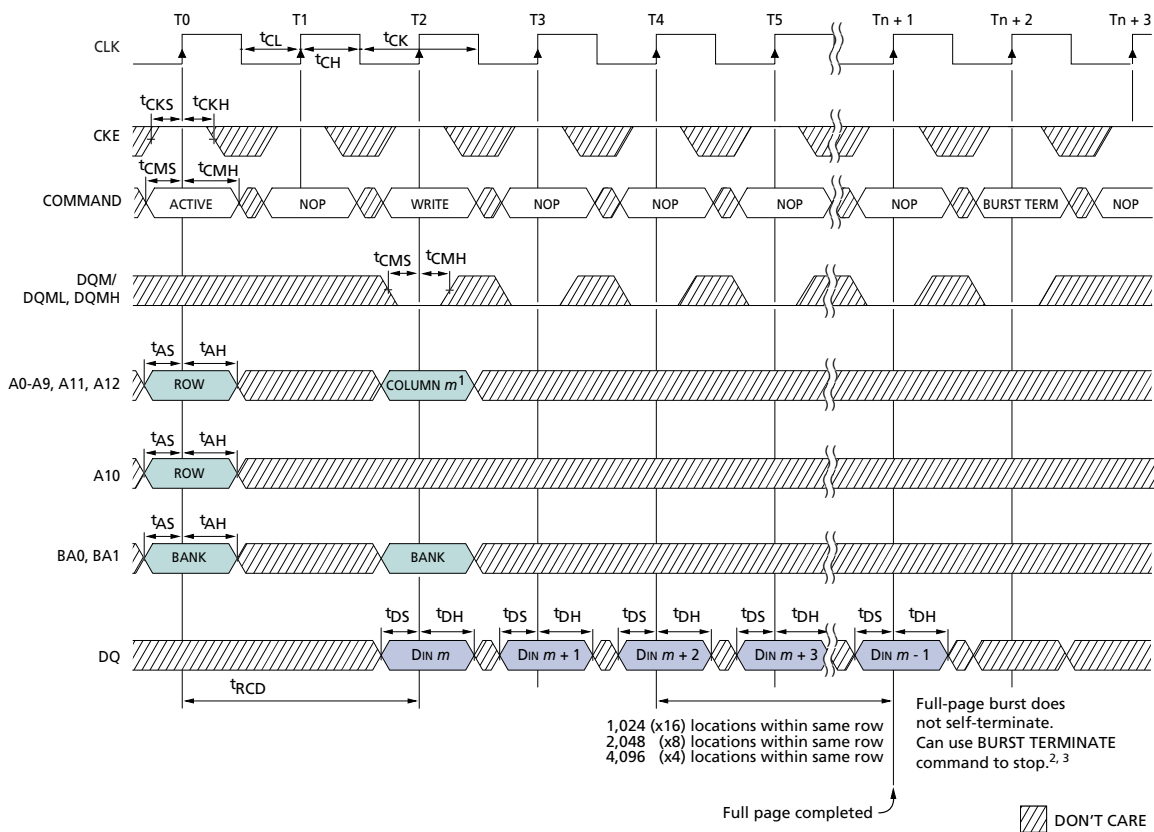 T0 T1 T2 T3 T4 T5 Tn + 1 Tn + 2 Tn + 3
CLK
tCL tCK
tCH
tCKS tCKH
CKE
tCMS tCMH
COMMAND
ACTIVE NOP WRITE NOP NOP NOP NOP BURST TERM NOP
tCMS tCMH
DQM/
DQML, DQMH
tAS tAH
A0-A9, A11, A12
ROW COLUMN m1
tAS tAH
A10
ROW
tAS tAH
BA0, BA1
BANK BANK
tDS tDH tDS tDH tDS tDH tDS tDH tDS tDH
DQ
DIN m DIN m + 1 DIN m + 2 DIN m + 3 DIN m - 1
tRCD
1,024 (x16) locations within same row
2,048 (x8) locations within same row
4,096 (x4) locations within same row
Full-page burst does
not self-terminate.
Can use BURST TERMINATE
command to stop.2, 3
Full page completed
DON'T CARE